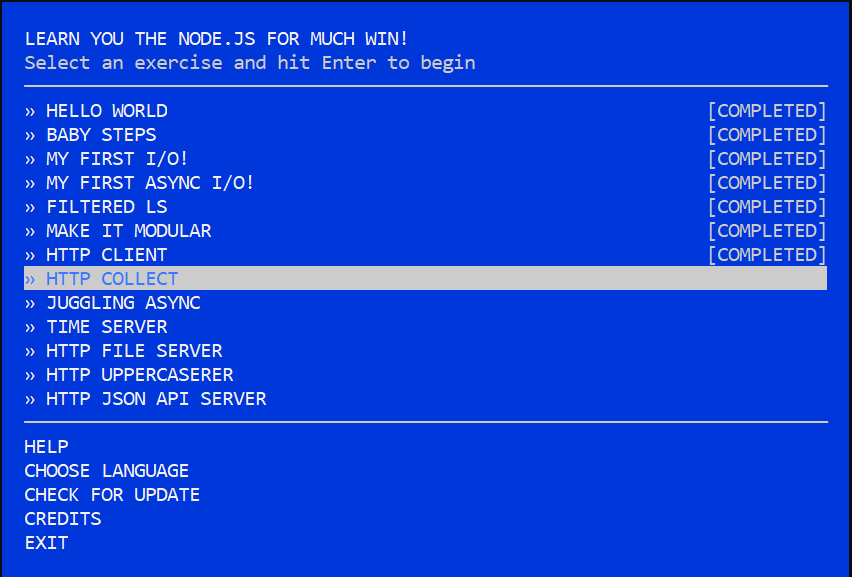 LEARN YOU THE NODE.JS FOR MUCH WIN!
Select an exercise and hit Enter to begin
» HELLO WORLD [COMPLETED]
» BABY STEPS [COMPLETED]
» MY FIRST I/O! [COMPLETED]
» MY FIRST ASYNC I/O! [COMPLETED]
» FILTERED LS [COMPLETED]
» MAKE IT MODULAR [COMPLETED]
» HTTP CLIENT [COMPLETED]
» HTTP COLLECT
» JUGGLING ASYNC
» TIME SERVER
» HTTP FILE SERVER
» HTTP UPPERCASERER
» HTTP JSON API SERVER
HELP
CHOOSE LANGUAGE
CHECK FOR UPDATE
CREDITS
EXIT